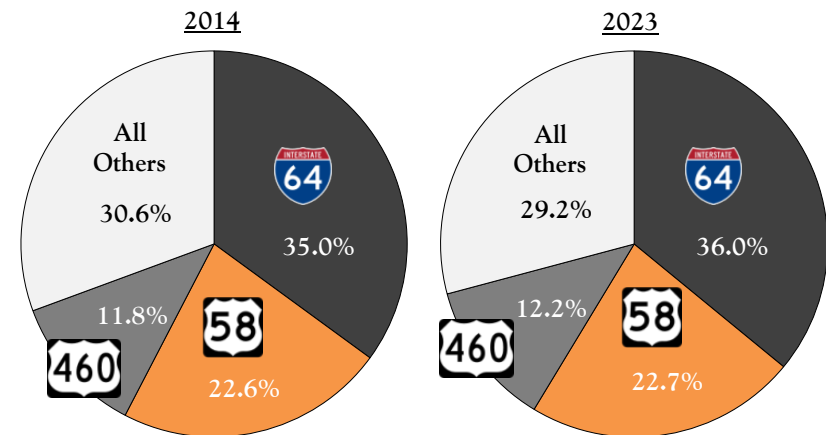 2014
All
Others
30.6%
INTERSTATE
64
35.0%
11.8%
58
460
22.6%
2023
All
Others
29.2%
INTERSTATE
64
36.0%
12.2%
58
460
22.7%